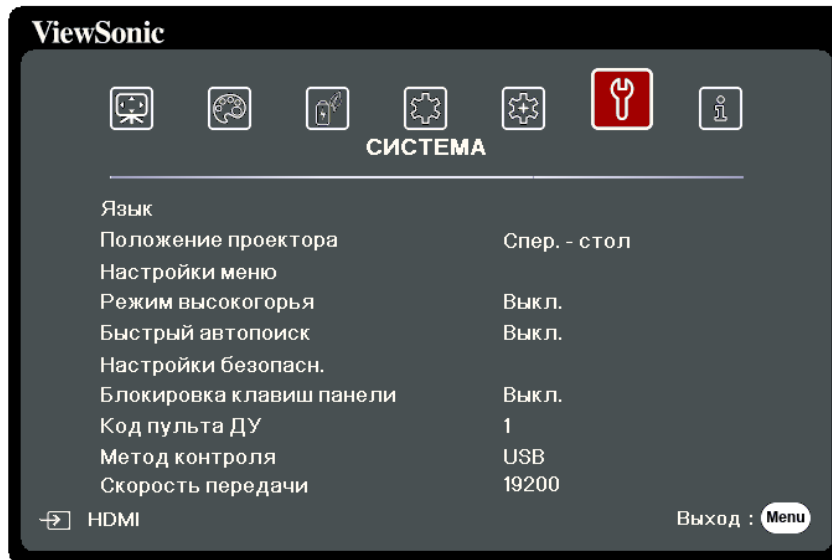 ViewSonic
СИСТЕМА
Язык
Положение проектора Спер. - стол
Настройки меню
Режим высокогорья Выкл.
Быстрый автопоиск Выкл.
Настройки безопасн.
Блокировка клавиш панели Выкл.
Код пульта ДУ 1
Метод контроля USB
Скорость передачи 19200
HDMI Выход : Menu